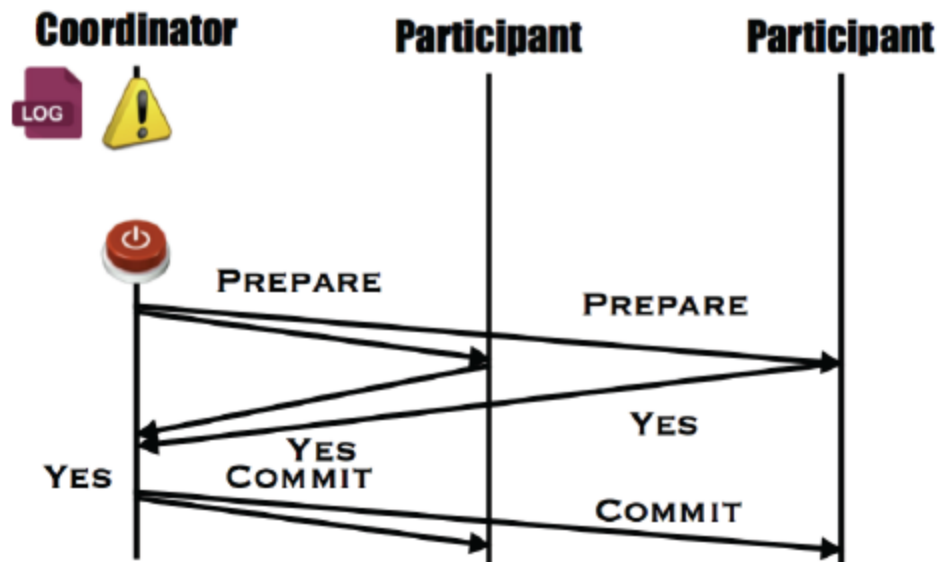 Coordinator Participant Participant
LOG
PREPARE
PREPARE
YES
YES
YES
COMMIT
COMMIT